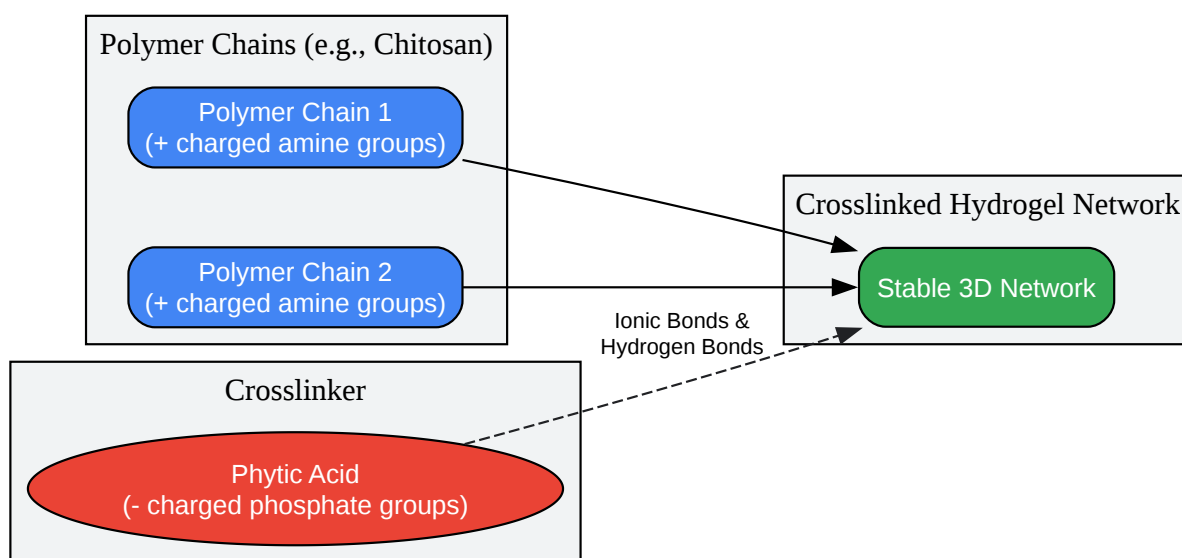 Polymer Chains (e.g., Chitosan)
Polymer Chain 1
(+ charged amine groups)
Polymer Chain 2
(+ charged amine groups)
Crosslinked Hydrogel Network
Stable 3D Network
Ionic Bonds &
Hydrogen Bonds
Crosslinker
Phytic Acid
(- charged phosphate groups)